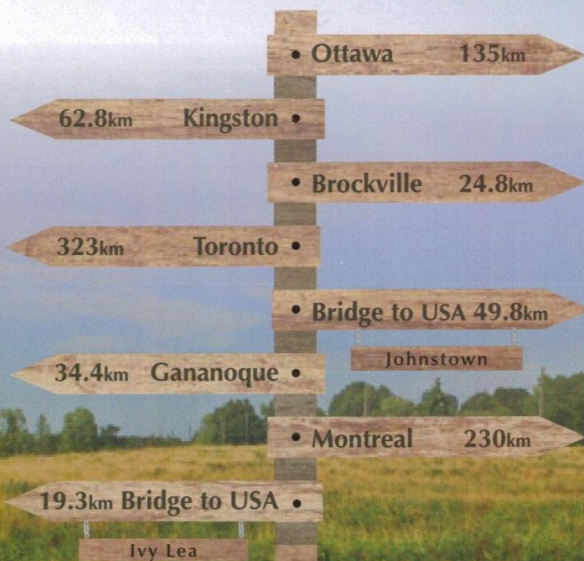 Ottawa 135km
62.8km Kingston
Brockville 24.8km
323km Toronto
Bridge to USA 49.8km
Johnstown
34.4km Gananoque
Montreal 230km
19.3km Bridge to USA
Ivy Lea